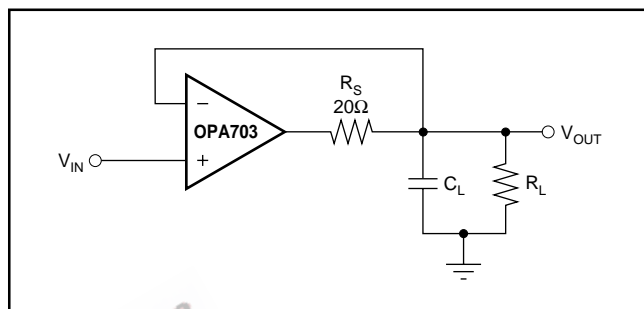 R_S
20Ω
−
OPA703
V_IN
+
V_OUT
C_L
R_L